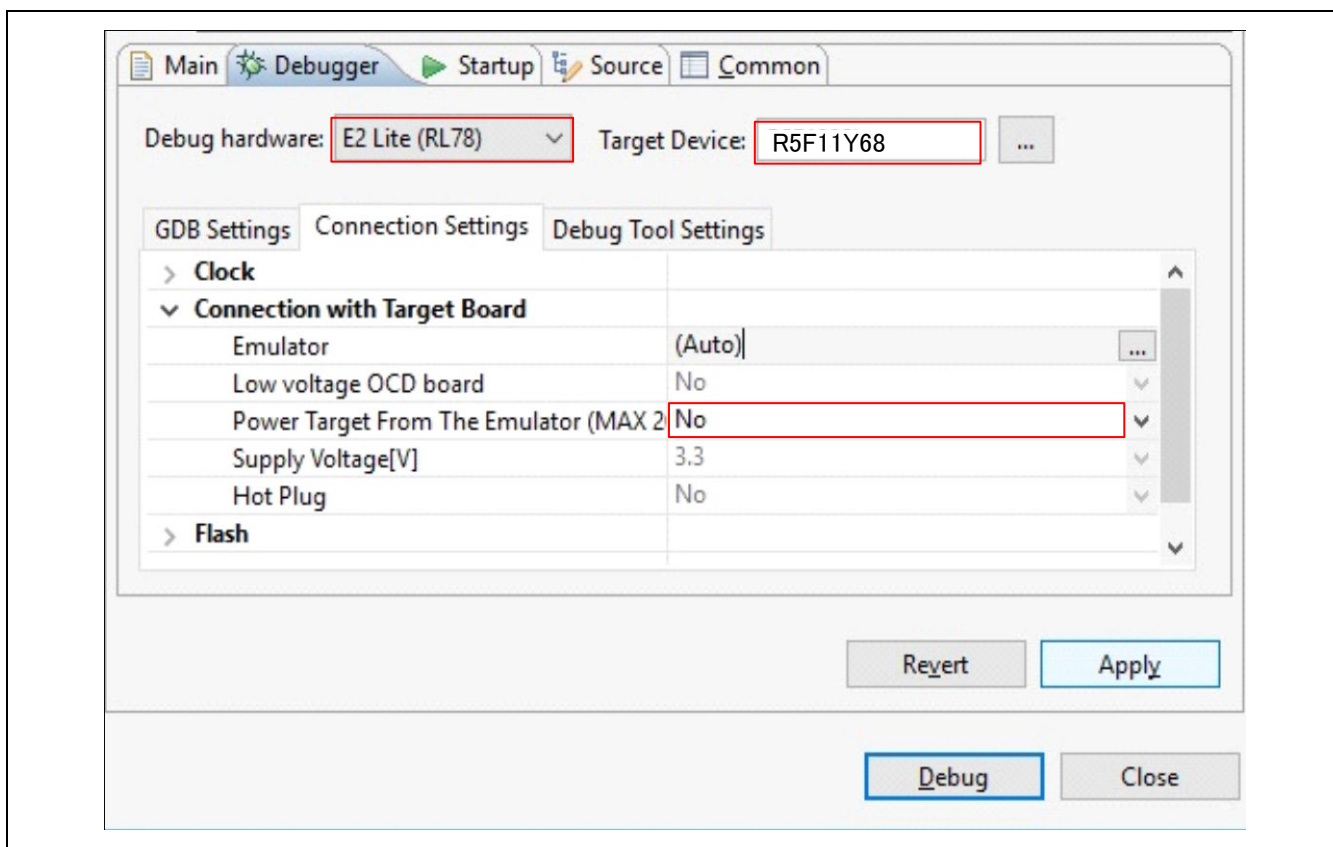 Main Debugger Startup Source Common
Debug hardware: E2 Lite (RL78) Target Device: R5F11Y68 ...
GDB Settings Connection Settings Debug Tool Settings
Clock
Connection with Target Board
Emulator (Auto) ...
Low voltage OCD board No
Power Target From The Emulator (MAX 2 No
Supply Voltage[V] 3.3
Hot Plug No
Flash
Revert Apply
Debug Close